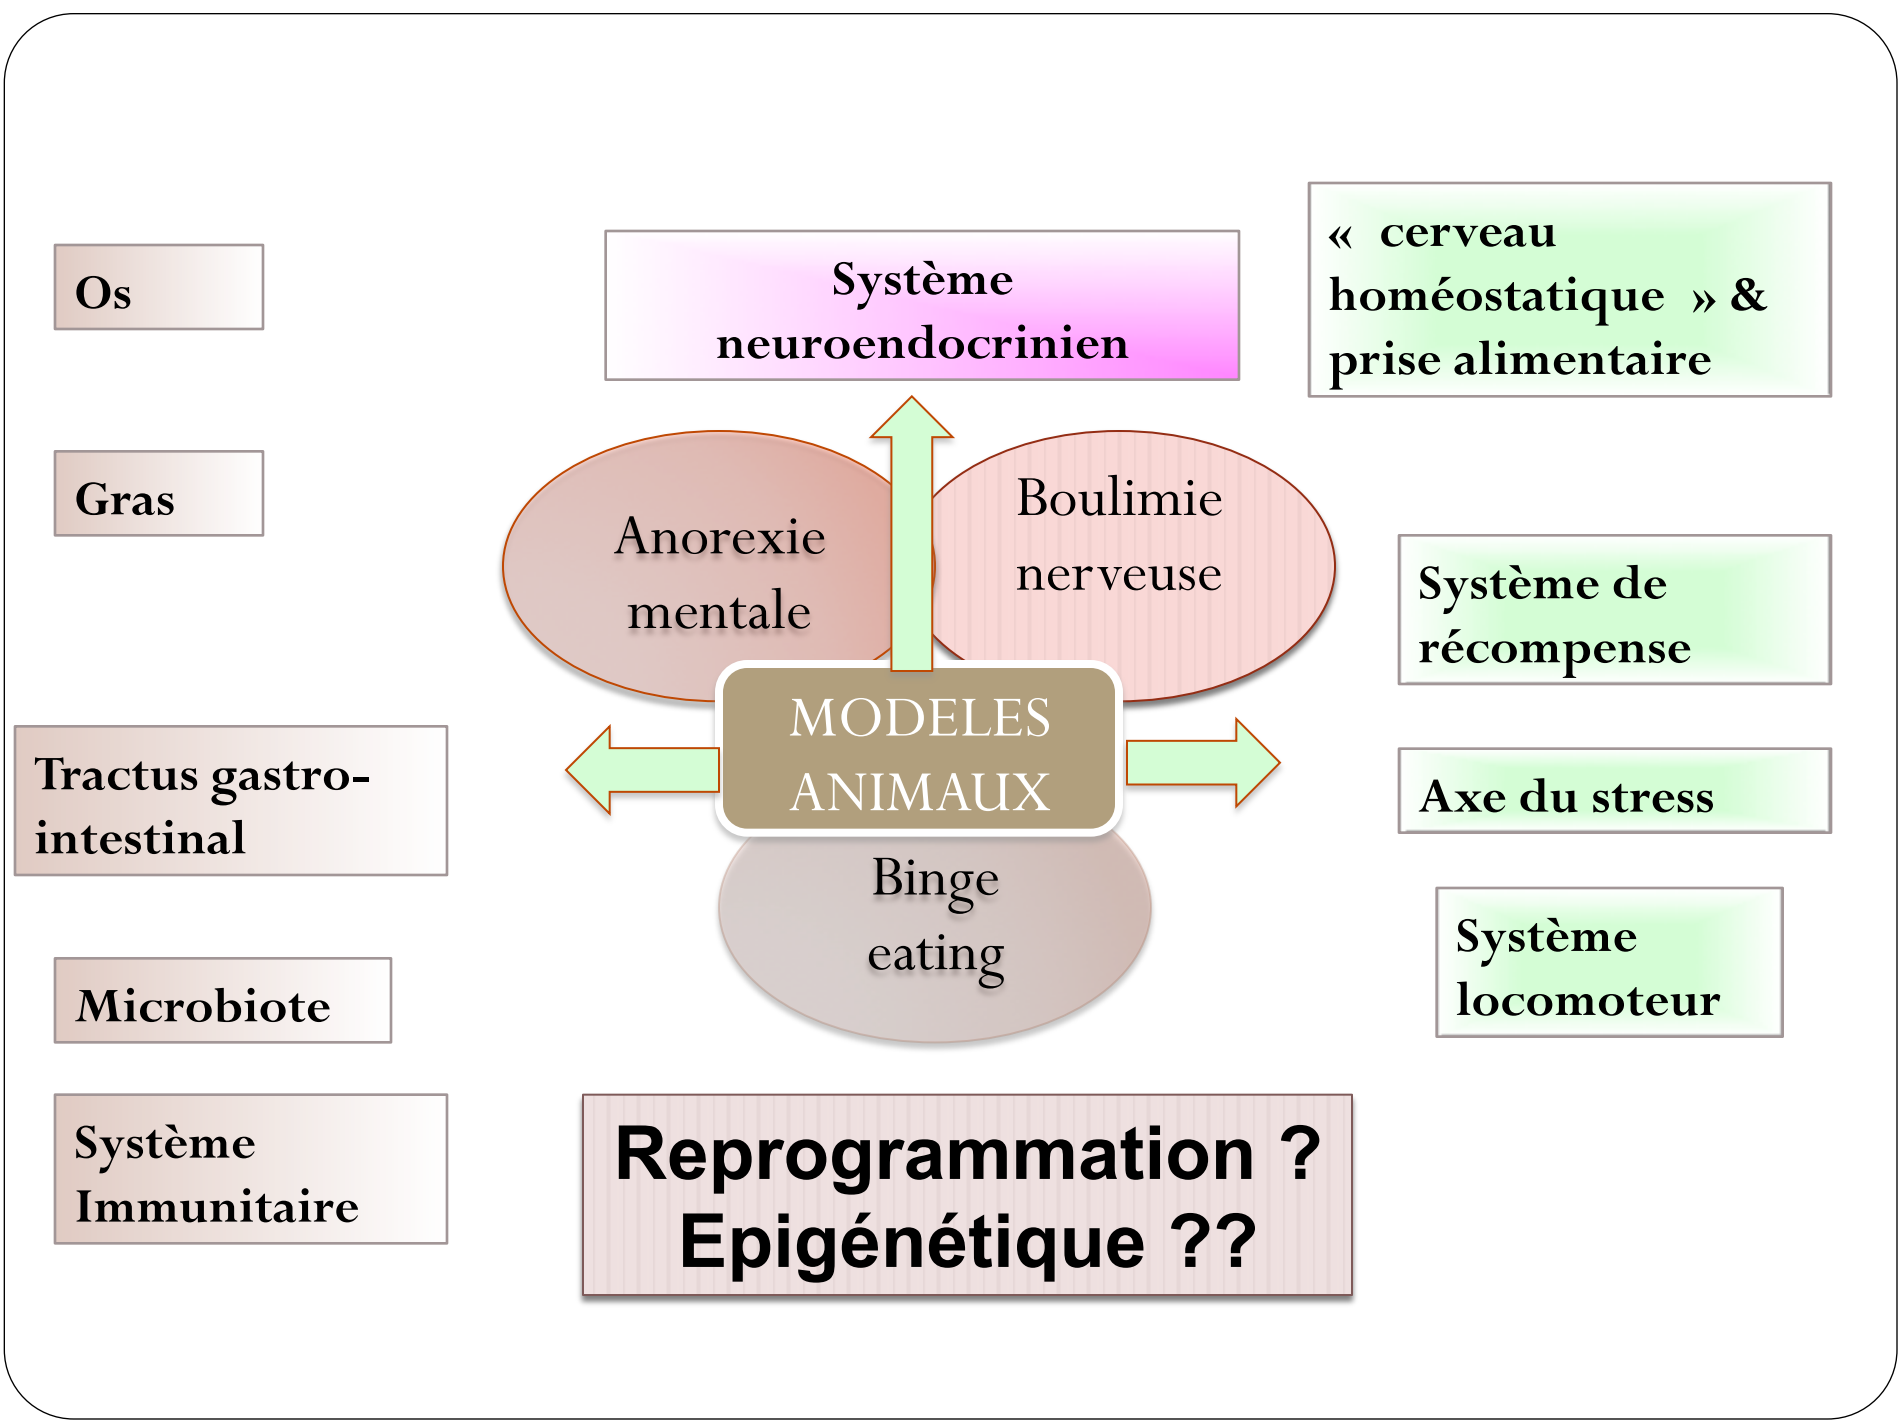 Os
Gras
Tractus gastro-
intestinal
Microbiote
Système
Immunitaire
Système
neuroendocrinien
Anorexie
mentale
Boulimie
nerveuse
MODELES
ANIMAUX
Binge
eating
Reprogrammation ?
Epigénétique ??
«  cerveau
homéostatique  » &
prise alimentaire
Système de
récompense
Axe du stress
Système
locomoteur